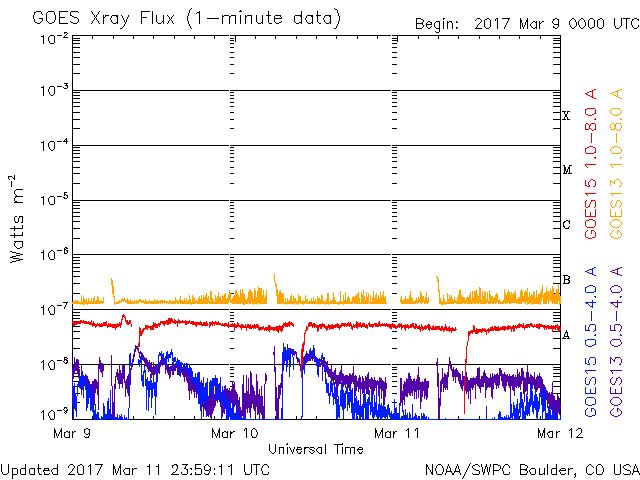 GOES Xray Flux (1-minute data)
Begin: 2017 Mar 9 0000 UTC
10⁻²
10⁻³
10⁻⁴
10⁻⁵
10⁻⁶
10⁻⁷
10⁻⁸
10⁻⁹
Watts m⁻²
X
M
C
B
A
GOES15 1.0-8.0 A
GOES13 1.0-8.0 A
GOES15 0.5-4.0 A
GOES13 0.5-4.0 A
Mar 9
Mar 10
Mar 11
Mar 12
Universal Time
Updated 2017 Mar 11 23:59:11 UTC
NOAA/SWPC Boulder, CO USA